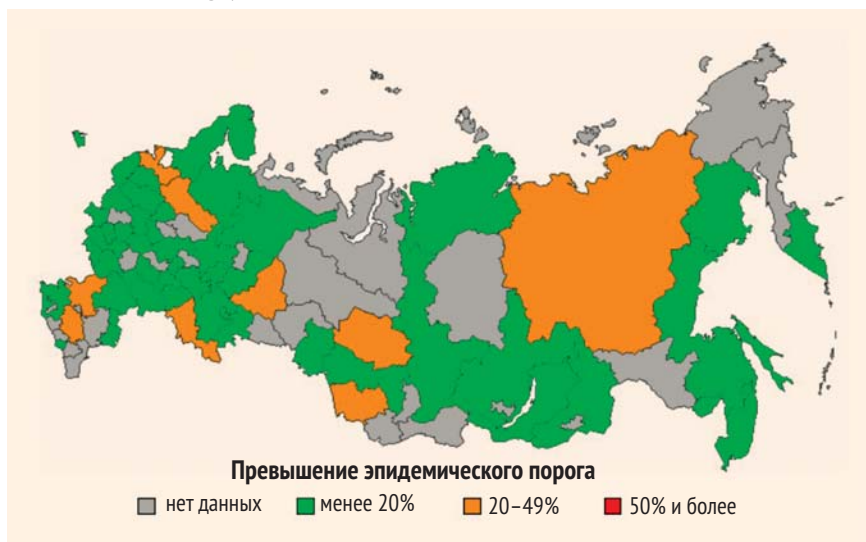 Превышение эпидемического порога
нет данных менее 20% 20–49% 50% и более